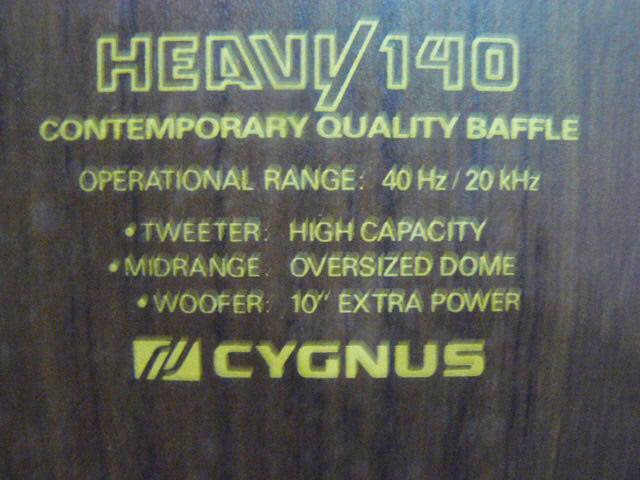 HEAVY/140
CONTEMPORARY QUALITY BAFFLE
OPERATIONAL RANGE: 40 Hz / 20 kHz
• TWEETER: HIGH CAPACITY
• MIDRANGE: OVERSIZED DOME
• WOOFER: 10" EXTRA POWER
CYGNUS